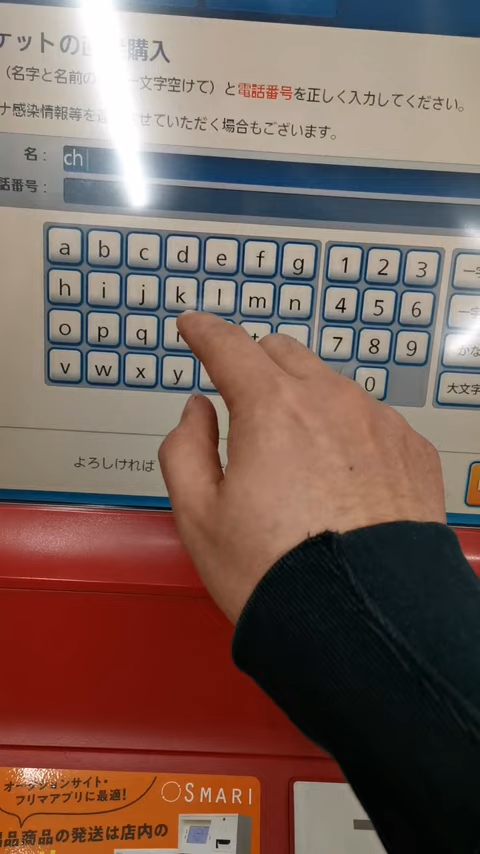 ケットの 購入
（名字と名前の 一文字空けて）と電話番号を正しく入力してください。
ナ感染情報等を させていただく場合もございます。
名： ch
話番号：
a b c d e f g 1 2 3
h i j k l m n 4 5 6
o p q 7 8 9
v w x y 0
かな
大文字
よろしければ
オークションサイト・
フリマアプリに最適！
SMARI
品商品の発送は店内の